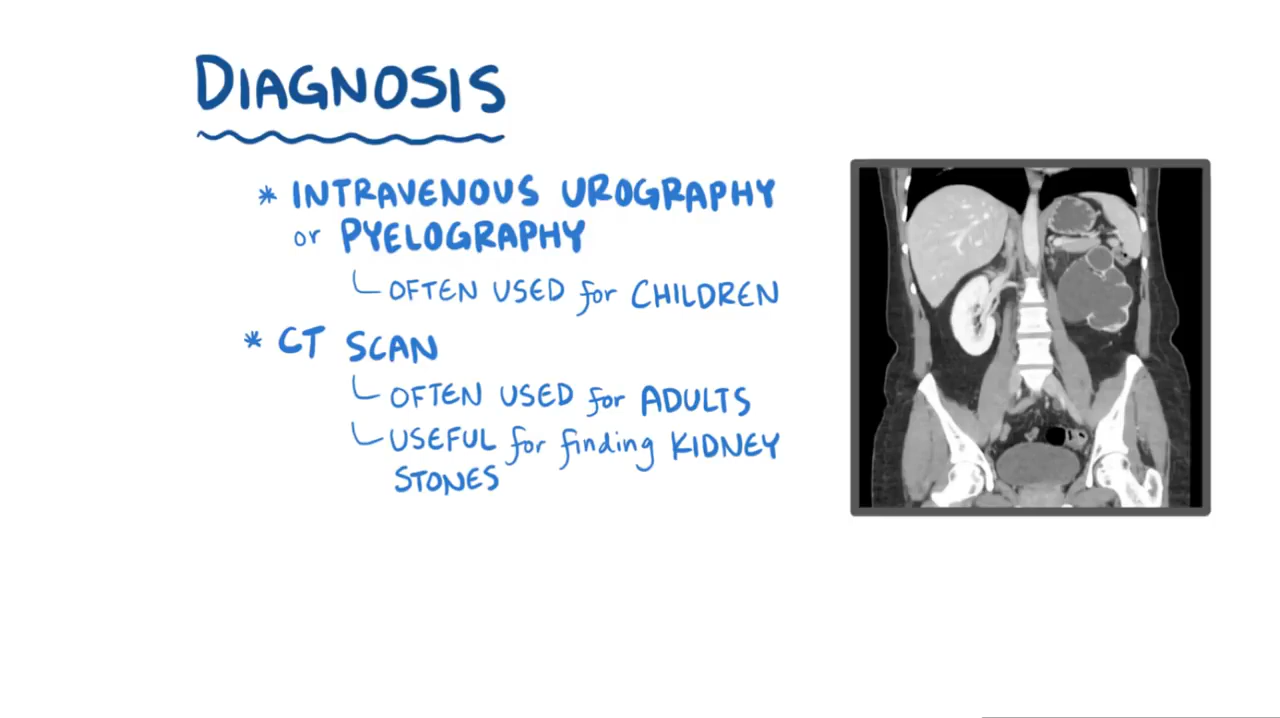 DIAGNOSIS
* INTRAVENOUS UROGRAPHY
or PYELOGRAPHY
OFTEN USED for CHILDREN
* CT SCAN
OFTEN USED for ADULTS
USEFUL for finding KIDNEY
STONES